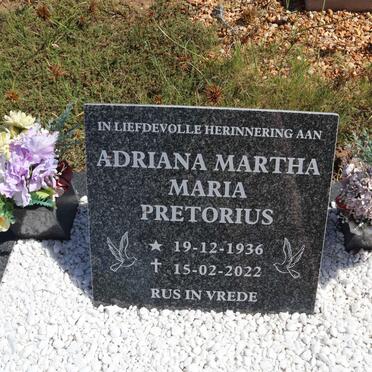 IN LIEFDEVOLLE HERINNERING AAN
ADRIANA MARTHA
MARIA
PRETORIUS
★ 19-12-1936
✝ 15-02-2022
RUS IN VREDE